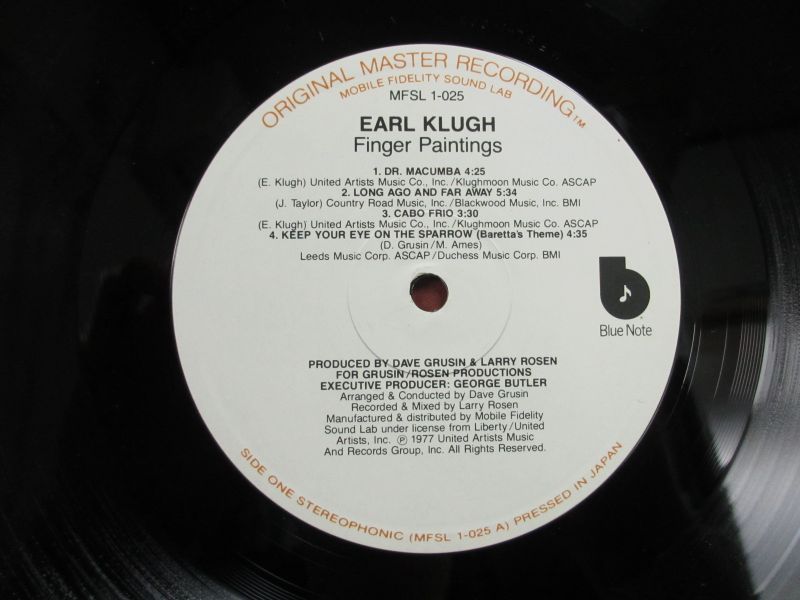 ORIGINAL MASTER RECORDING™
MOBILE FIDELITY SOUND LAB
MFSL 1-025
EARL KLUGH
Finger Paintings
1. DR. MACUMBA 4:25
(E. Klugh) United Artists Music Co., Inc./Klughmoon Music Co. ASCAP
2. LONG AGO AND FAR AWAY 5:34
(J. Taylor) Country Road Music, Inc./Blackwood Music, Inc. BMI
3. CABO FRIO 3:30
(E. Klugh) United Artists Music Co., Inc./Klughmoon Music Co. ASCAP
4. KEEP YOUR EYE ON THE SPARROW (Baretta's Theme) 4:35
(D. Grusin/M. Ames)
Leeds Music Corp. ASCAP/Duchess Music Corp. BMI
Blue Note
PRODUCED BY DAVE GRUSIN & LARRY ROSEN
FOR GRUSIN/ROSEN PRODUCTIONS
EXECUTIVE PRODUCER: GEORGE BUTLER
Arranged & Conducted by Dave Grusin
Recorded & Mixed by Larry Rosen
Manufactured & distributed by Mobile Fidelity
Sound Lab under license from Liberty/United
Artists, Inc. ℗ 1977 United Artists Music
And Records Group, Inc. All Rights Reserved.
SIDE ONE STEREOPHONIC (MFSL 1-025 A) PRESSED IN JAPAN